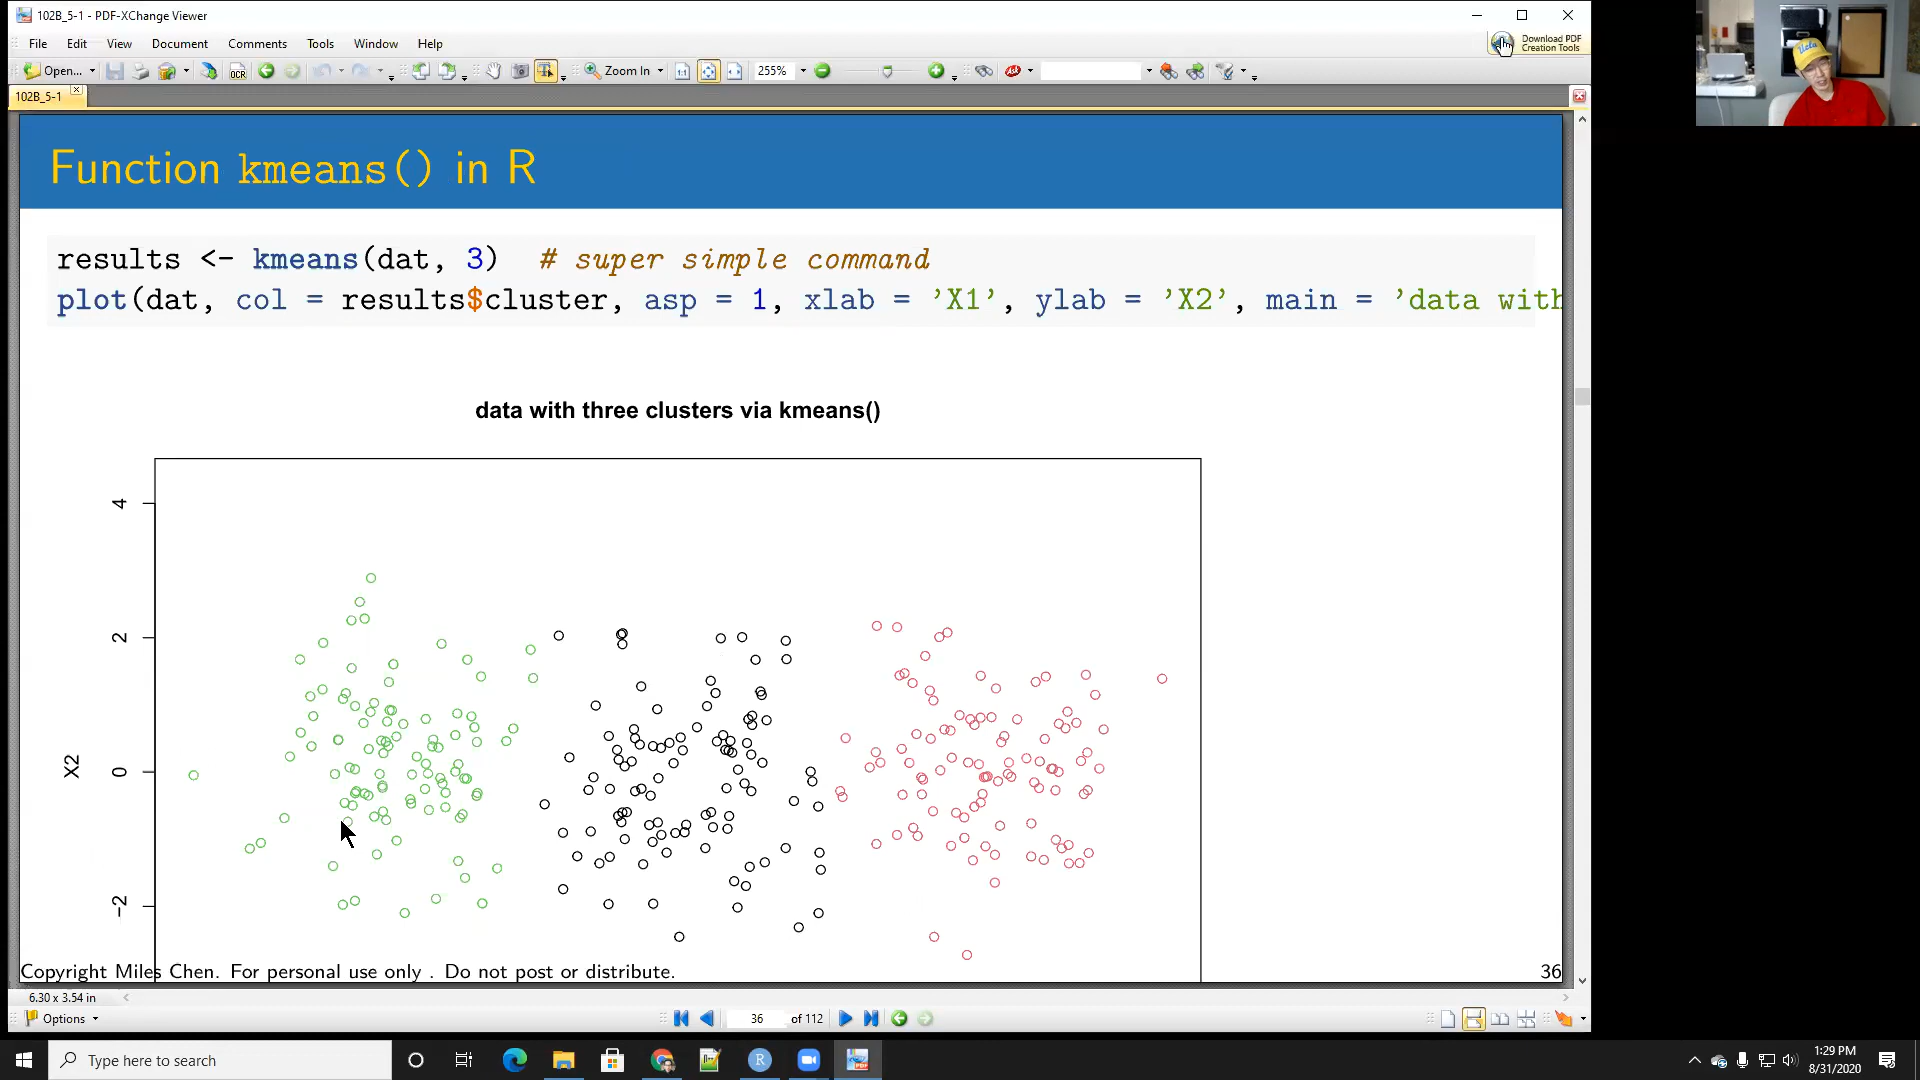 102B_5-1 - PDF-XChange Viewer
File Edit View Document Comments Tools Window Help
Download PDF
Creation Tools
Open...
OCR
Zoom In
255%
102B_5-1
Function kmeans() in R
results <- kmeans(dat, 3)  # super simple command
plot(dat, col = results$cluster, asp = 1, xlab = 'X1', ylab = 'X2', main = 'data with
data with three clusters via kmeans()
4
2
X2
0
−2
Copyright Miles Chen. For personal use only . Do not post or distribute.
36
6.30 x 3.54 in
Options
36
of 112
Type here to search
1:29 PM
8/31/2020